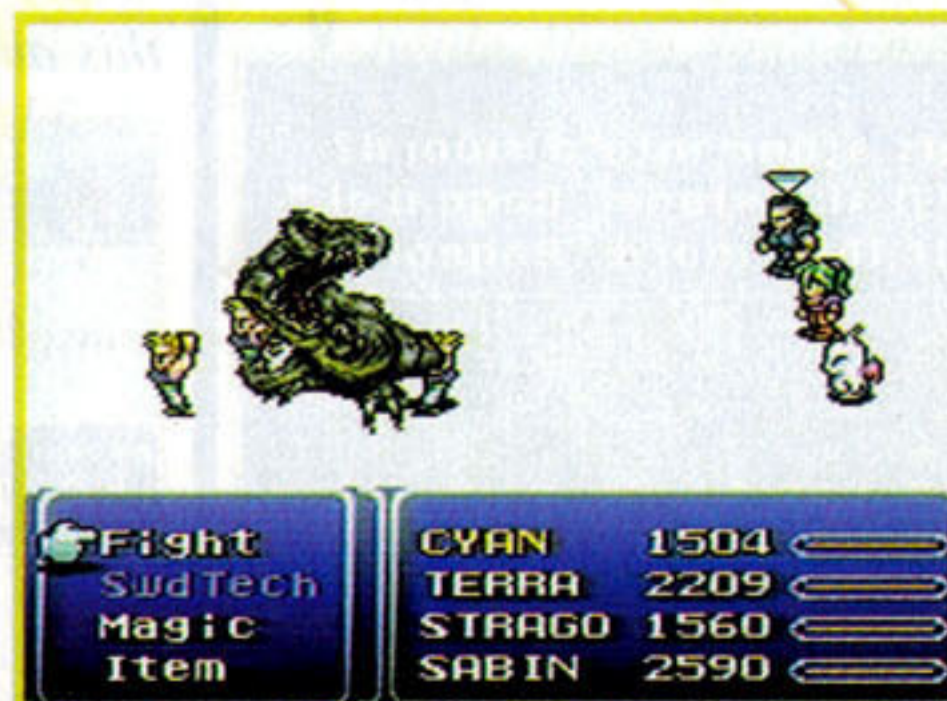 Fight CYAN 1504
SwdTech TERRA 2209
Magic STRAGO 1560
Item SABIN 2590